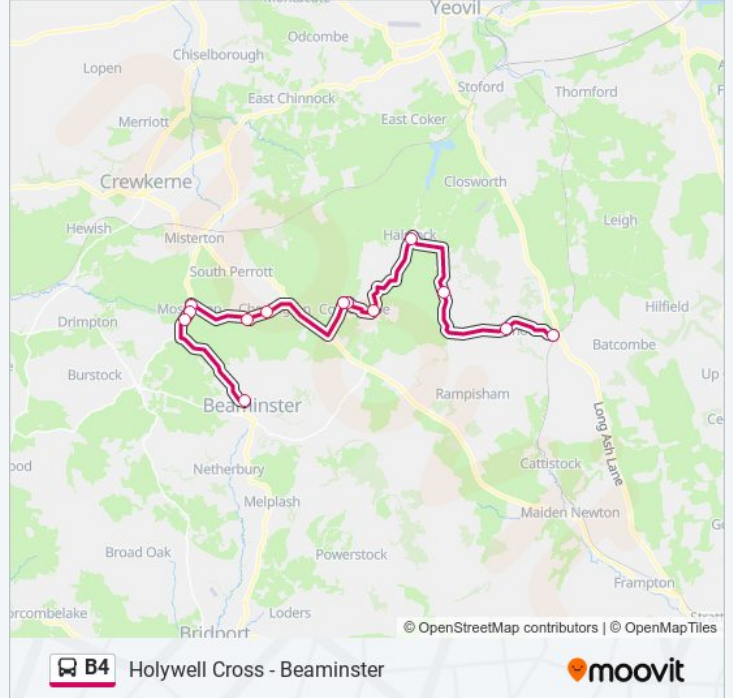 Yeovil
Odcombe
Chiselborough
Lopen
Stoford
Thornford
East Chinnock
Merriott
East Coker
Crewkerne
Closworth
Leigh
Hewish
Misterton
South Perrott
Drimpton
Hilfield
Batcombe
Burstock
Up
Rampisham
Beaminster
Long Ash Lane
Cattistock
Netherbury
Melplash
Maiden Newton
Broad Oak
Powerstock
Frampton
orcombelake
Loders
Bridport
© OpenStreetMap contributors | © OpenMapTiles
B4 Holywell Cross - Beaminster
moovit